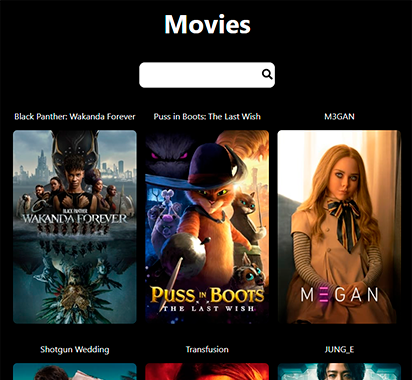 Movies
Black Panther: Wakanda Forever
Puss in Boots: The Last Wish
M3GAN
BLACK PANTHER
WAKANDA FOREVER
PUSS IN BOOTS
THE LAST WISH
M3GAN
Shotgun Wedding
Transfusion
JUNG_E